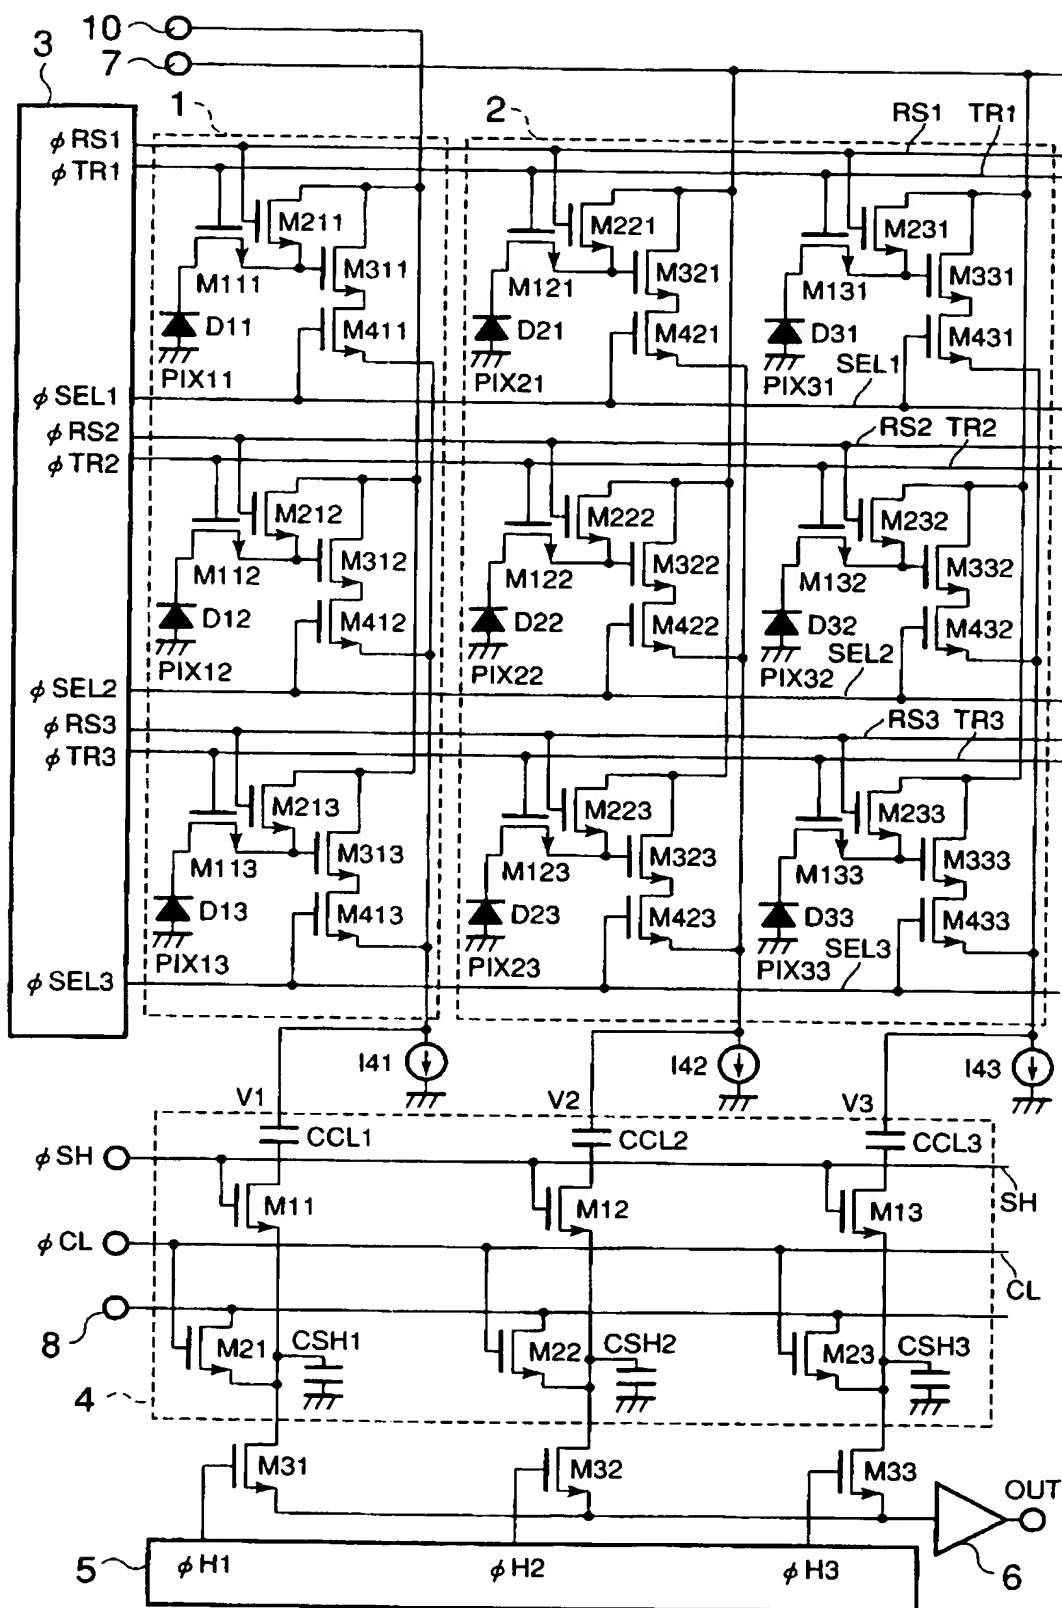 10
7
3
1
2
RS1
TR1
φRS1
φTR1
M211
M221
M231
M311
M321
M331
M111
M121
M131
D11
M411
D21
M421
D31
M431
PIX11
PIX21
PIX31
SEL1
φSEL1
φRS2
φTR2
RS2
TR2
M212
M222
M232
M312
M322
M332
M112
M122
M132
D12
M412
D22
M422
D32
M432
PIX12
PIX22
PIX32
SEL2
φSEL2
φRS3
φTR3
RS3
TR3
M213
M223
M233
M313
M323
M333
M113
M123
M133
D13
M413
D23
M423
D33
M433
PIX13
PIX23
PIX33
SEL3
φSEL3
I41
I42
I43
V1
V2
V3
CCL1
CCL2
CCL3
φSH
M11
M12
M13
SH
φCL
CL
8
M21
CSH1
M22
CSH2
M23
CSH3
4
M31
M32
M33
OUT
5
φH1
φH2
φH3
6